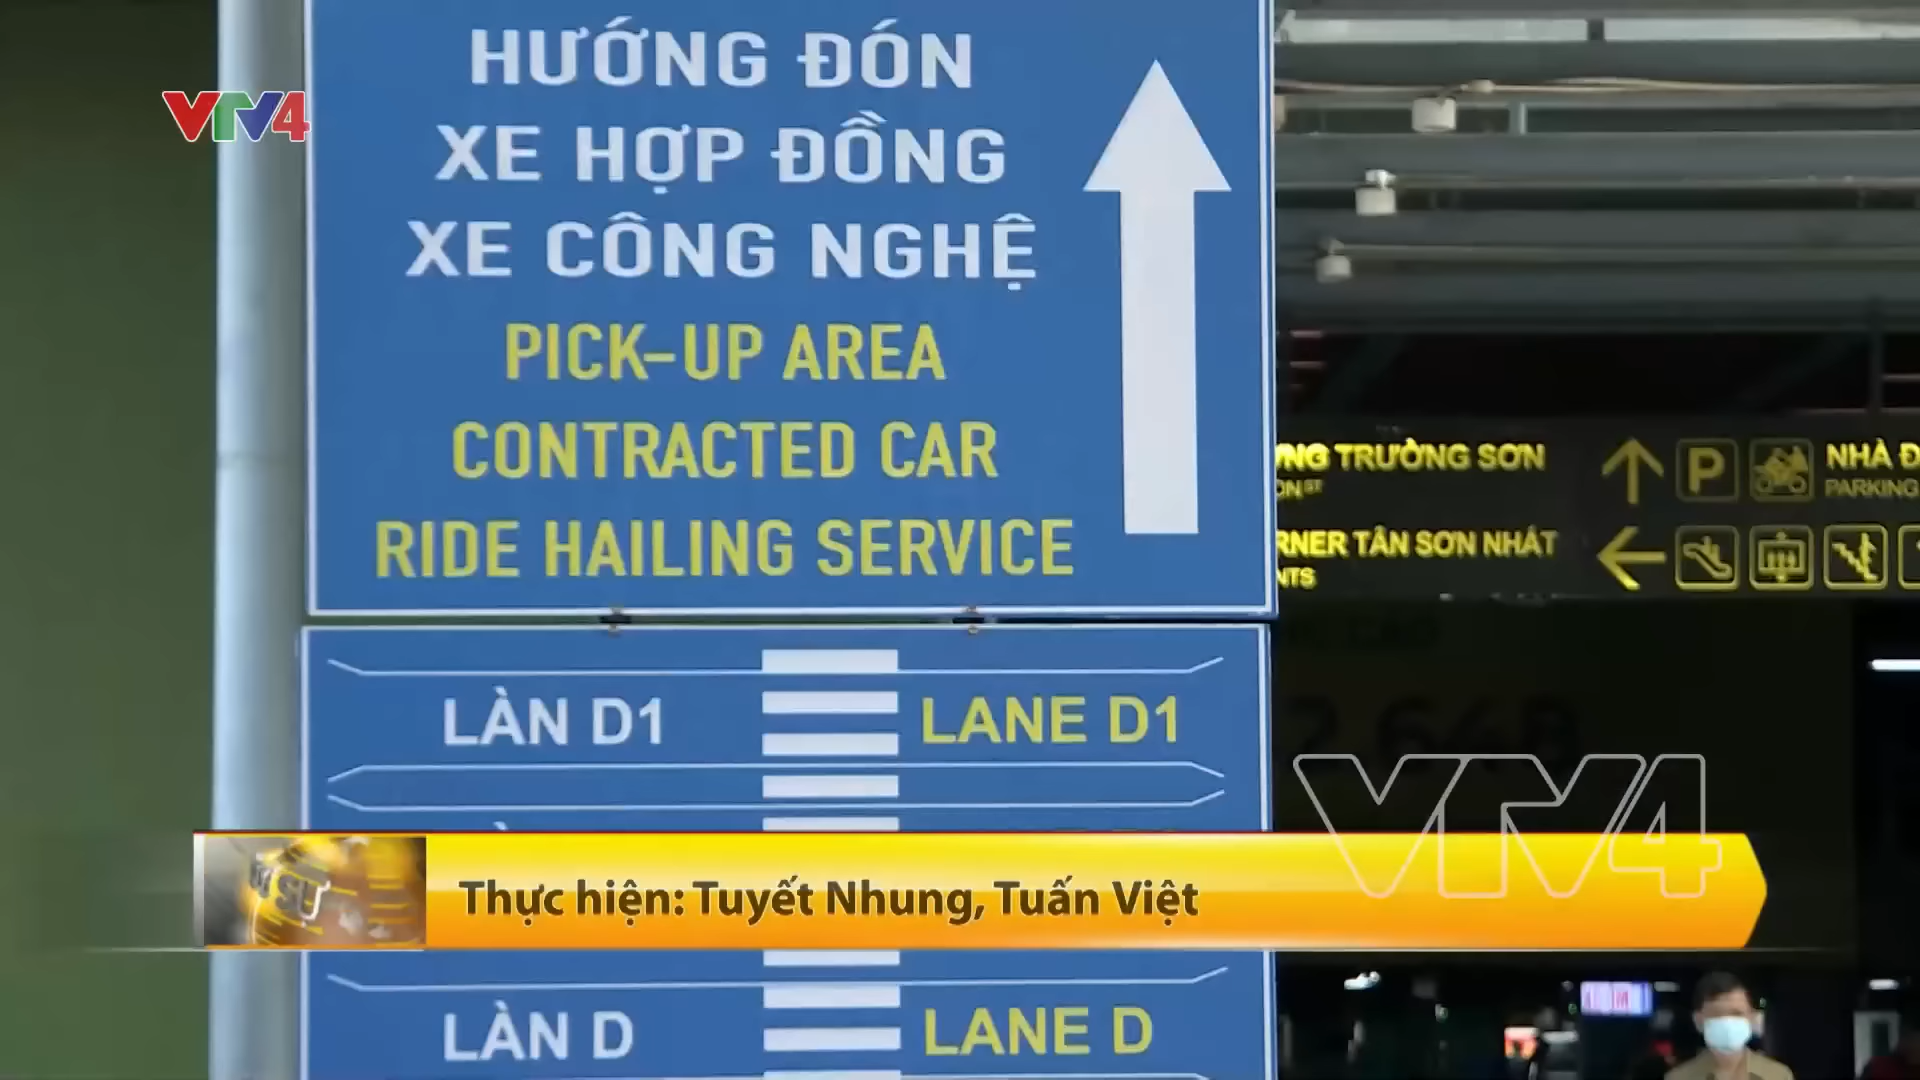 VTV4
HƯỚNG ĐÓN
XE HỢP ĐỒNG
XE CÔNG NGHỆ
PICK-UP AREA
CONTRACTED CAR
RIDE HAILING SERVICE
TRƯỜNG SƠN
P
NHÀ
PARKING
TÂN SƠN NHẤT
LÀN D1
LANE D1
VTV4
SỰ
Thực hiện: Tuyết Nhung, Tuấn Việt
LÀN D
LANE D